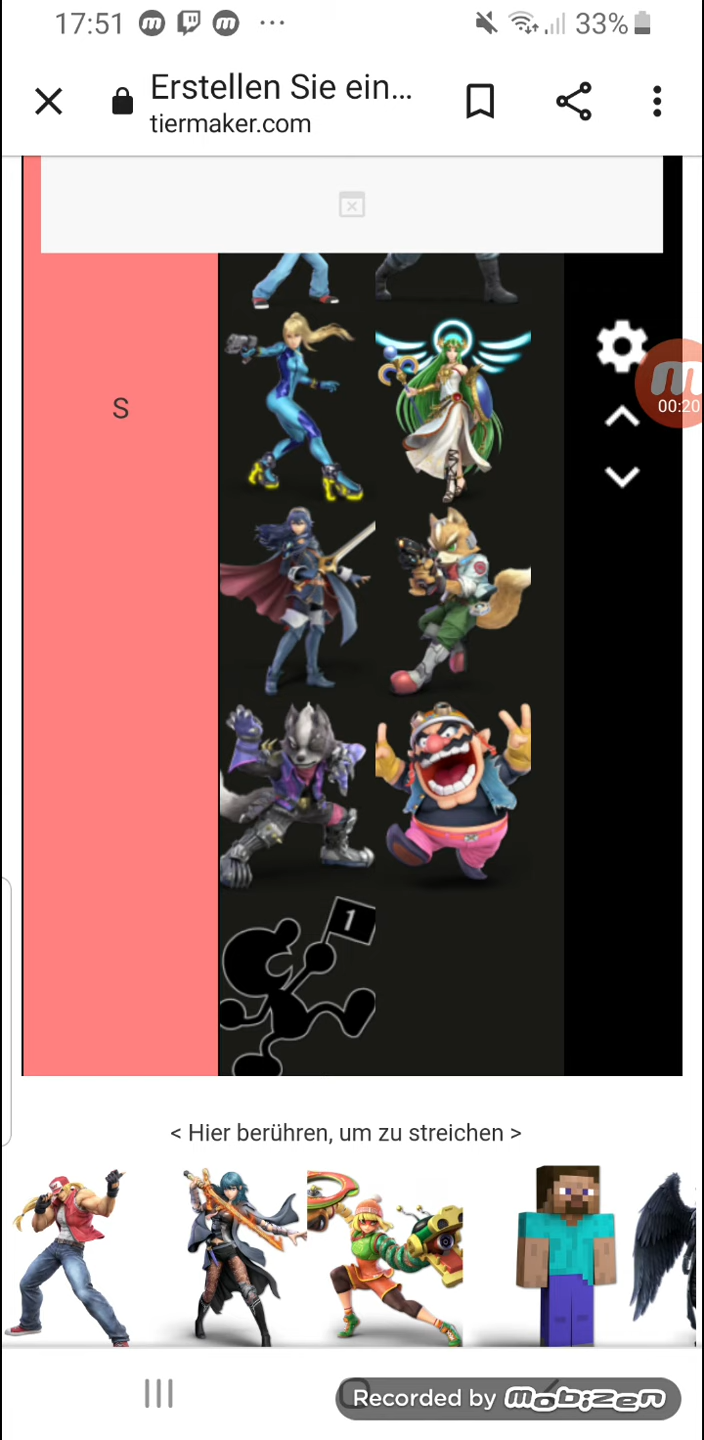 17:51 33%
Erstellen Sie ein...
tiermaker.com
S
00:20
1
< Hier berühren, um zu streichen >
Recorded by mobizen